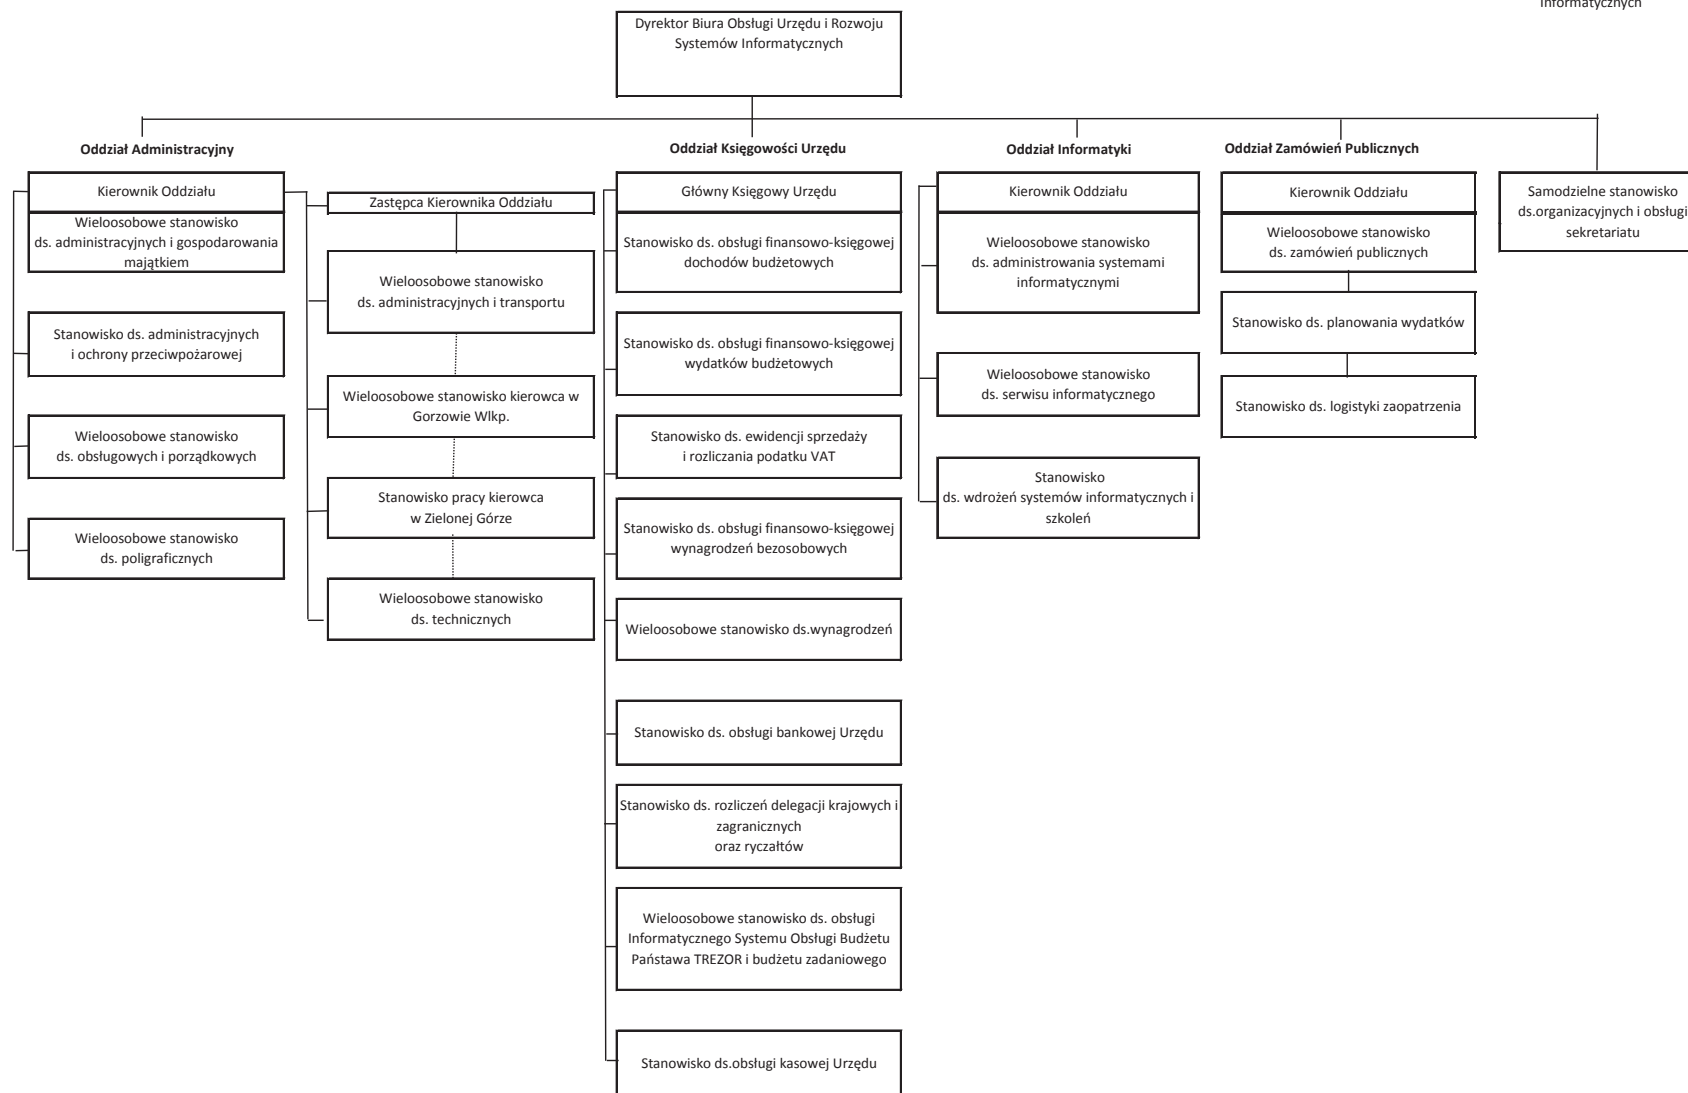 Informatycznych
Dyrektor Biura Obsługi Urzędu i Rozwoju
Systemów Informatycznych
Oddział Administracyjny
Kierownik Oddziału
Wieloosobowe stanowisko
ds. administracyjnych i gospodarowania
majątkiem
Stanowisko ds. administracyjnych
i ochrony przeciwpożarowej
Wieloosobowe stanowisko
ds. obsługowych i porządkowych
Wieloosobowe stanowisko
ds. poligraficznych
Zastępca Kierownika Oddziału
Wieloosobowe stanowisko
ds. administracyjnych i transportu
Wieloosobowe stanowisko kierowca w
Gorzowie Wlkp.
Stanowisko pracy kierowca
w Zielonej Górze
Wieloosobowe stanowisko
ds. technicznych
Oddział Księgowości Urzędu
Główny Księgowy Urzędu
Stanowisko ds. obsługi finansowo-księgowej
dochodów budżetowych
Stanowisko ds. obsługi finansowo-księgowej
wydatków budżetowych
Stanowisko ds. ewidencji sprzedaży
i rozliczania podatku VAT
Stanowisko ds. obsługi finansowo-księgowej
wynagrodzeń bezosobowych
Wieloosobowe stanowisko ds.wynagrodzeń
Stanowisko ds. obsługi bankowej Urzędu
Stanowisko ds. rozliczeń delegacji krajowych i
zagranicznych
oraz ryczałtów
Wieloosobowe stanowisko ds. obsługi
Informatycznego Systemu Obsługi Budżetu
Państawa TREZOR i budżetu zadaniowego
Stanowisko ds.obsługi kasowej Urzędu
Oddział Informatyki
Kierownik Oddziału
Wieloosobowe stanowisko
ds. administrowania systemami
informatycznymi
Wieloosobowe stanowisko
ds. serwisu informatycznego
Stanowisko
ds. wdrożeń systemów informatycznych i
szkoleń
Oddział Zamówień Publicznych
Kierownik Oddziału
Wieloosobowe stanowisko
ds. zamówień publicznych
Stanowisko ds. planowania wydatków
Stanowisko ds. logistyki zaopatrzenia
Samodzielne stanowisko
ds.organizacyjnych i obsługi
sekretariatu